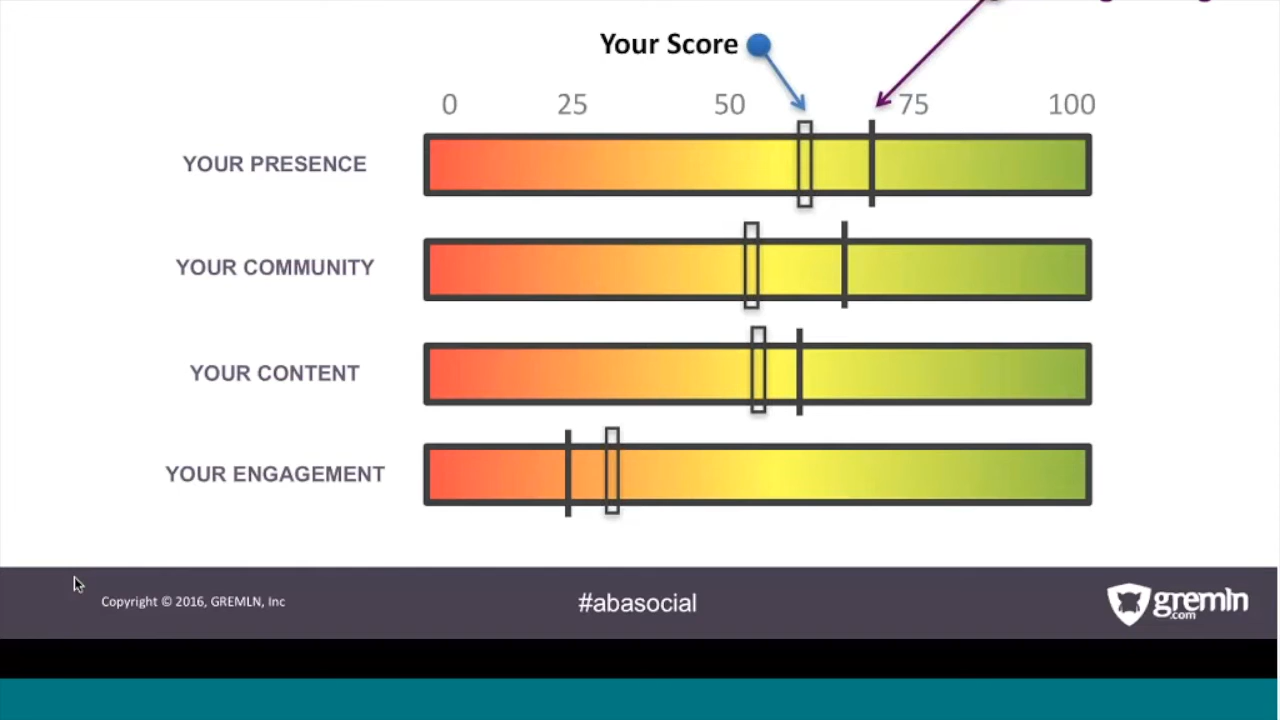 Your Score
0 25 50 75 100
YOUR PRESENCE
YOUR COMMUNITY
YOUR CONTENT
YOUR ENGAGEMENT
Copyright © 2016, GREMLN, Inc
#abasocial
gremln
.com